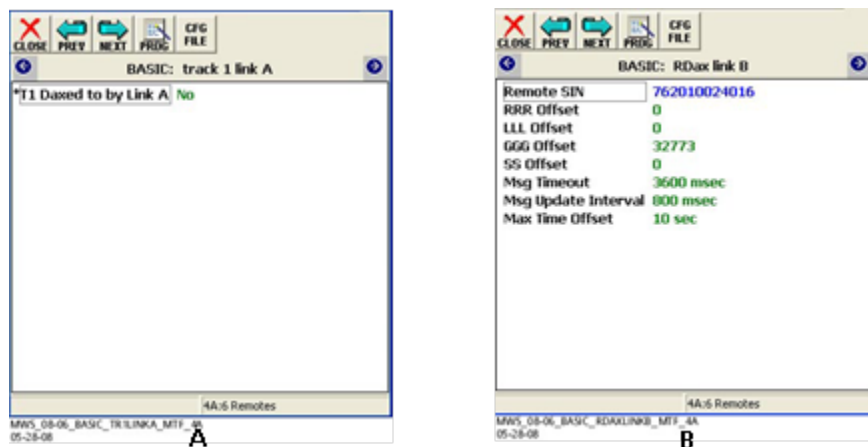 CLOSE PREV NEXT PROG CFG FILE
BASIC: track 1 link A
*T1 Daxed to by Link A No
4A:6 Remotes
MWS_08-06_BASIC_TR1LINKA_MTF_4A
05-28-08
A
CLOSE PREV NEXT PROG CFG FILE
BASIC: RDax link B
Remote SIN 762010024016
RRR Offset 0
LLL Offset 0
GGG Offset 32773
SS Offset 0
Msg Timeout 3600 msec
Msg Update Interval 800 msec
Max Time Offset 10 sec
4A:6 Remotes
MWS_08-06_BASIC_RDAXLINKB_MTF_4A
05-28-08
B